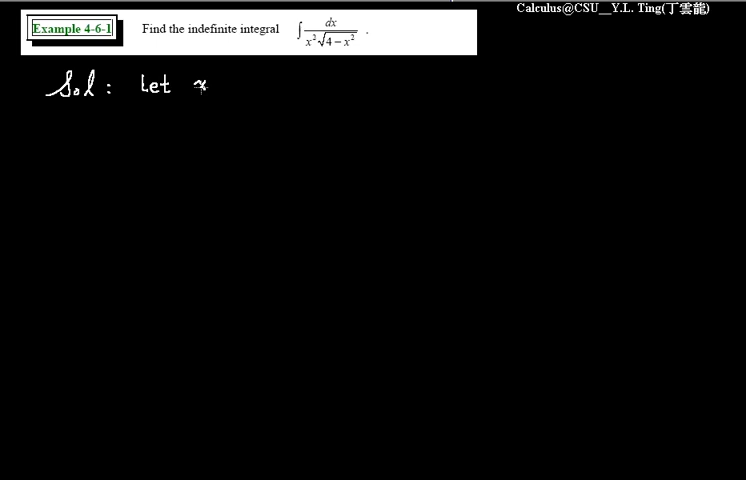 Calculus@CSU__Y.L. Ting(丁雲龍)
Example 4-6-1 Find the indefinite integral ∫ dx / (x²√(4 − x²)) .
Sol: Let x